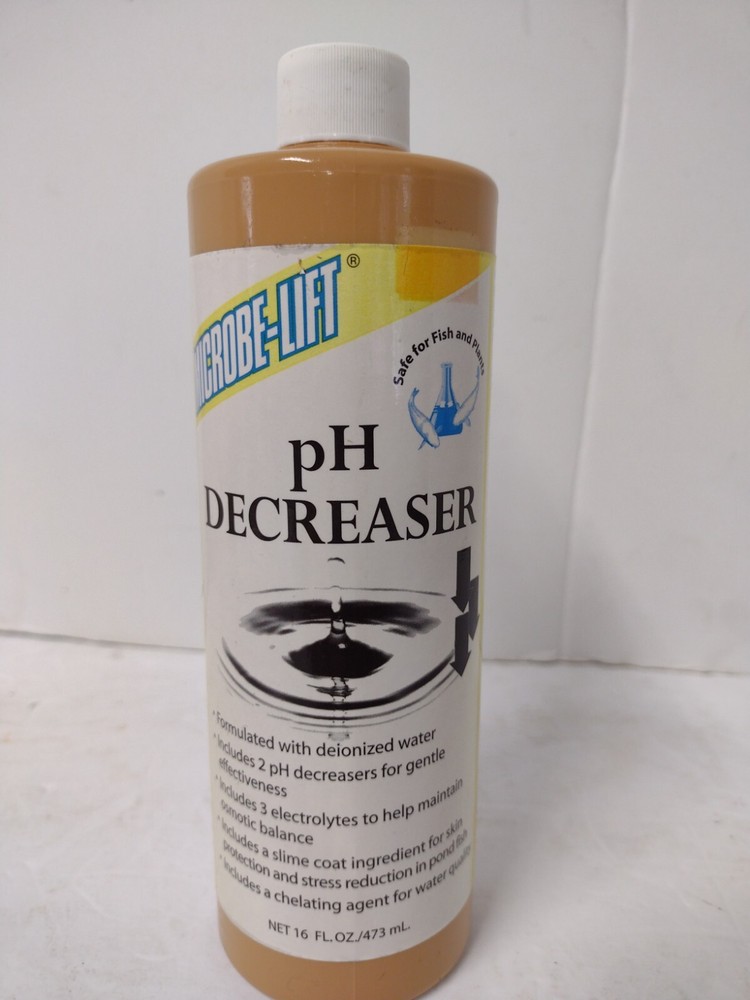 MICROBE-LIFT®
Safe for Fish and Plants
pH
DECREASER
· Formulated with deionized water
· Includes 2 pH decreasers for gentle
effectiveness
· Includes 3 electrolytes to help maintain
osmotic balance
· Includes a slime coat ingredient for skin
protection and stress reduction in pond fish
· Includes a chelating agent for water quality
NET 16 FL. OZ./473 mL.